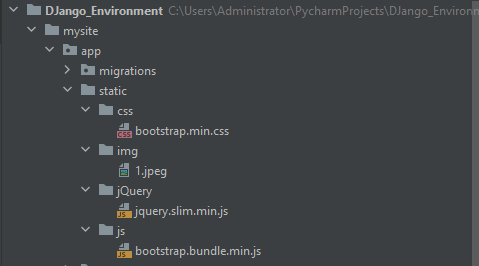 DJango_Environment C:\Users\Administrator\PycharmProjects\DJango_Environm
mysite
app
migrations
static
css
bootstrap.min.css
img
1.jpeg
jQuery
jquery.slim.min.js
js
bootstrap.bundle.min.js